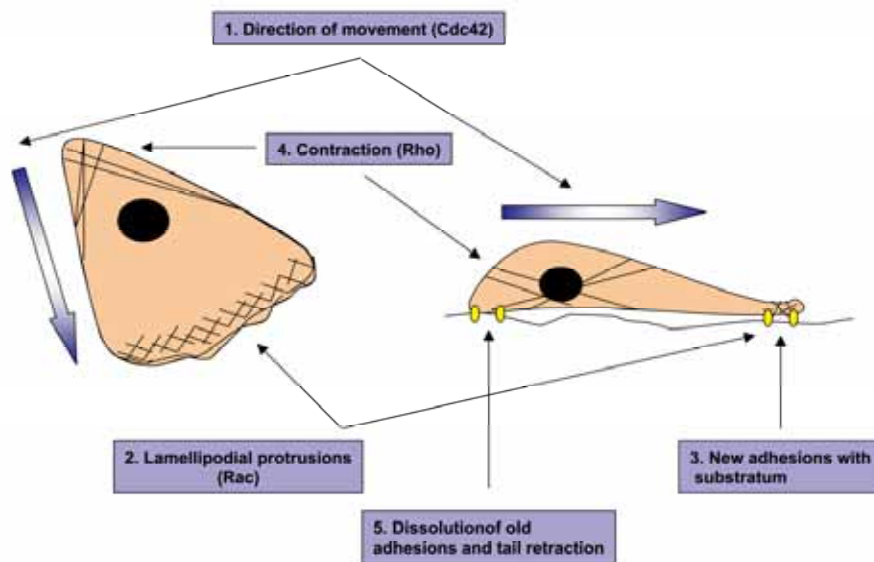 1. Direction of movement (Cdc42)
4. Contraction (Rho)
2. Lamellipodial protrusions
(Rac)
3. New adhesions with
substratum
5. Dissolutionof old
adhesions and tail retraction